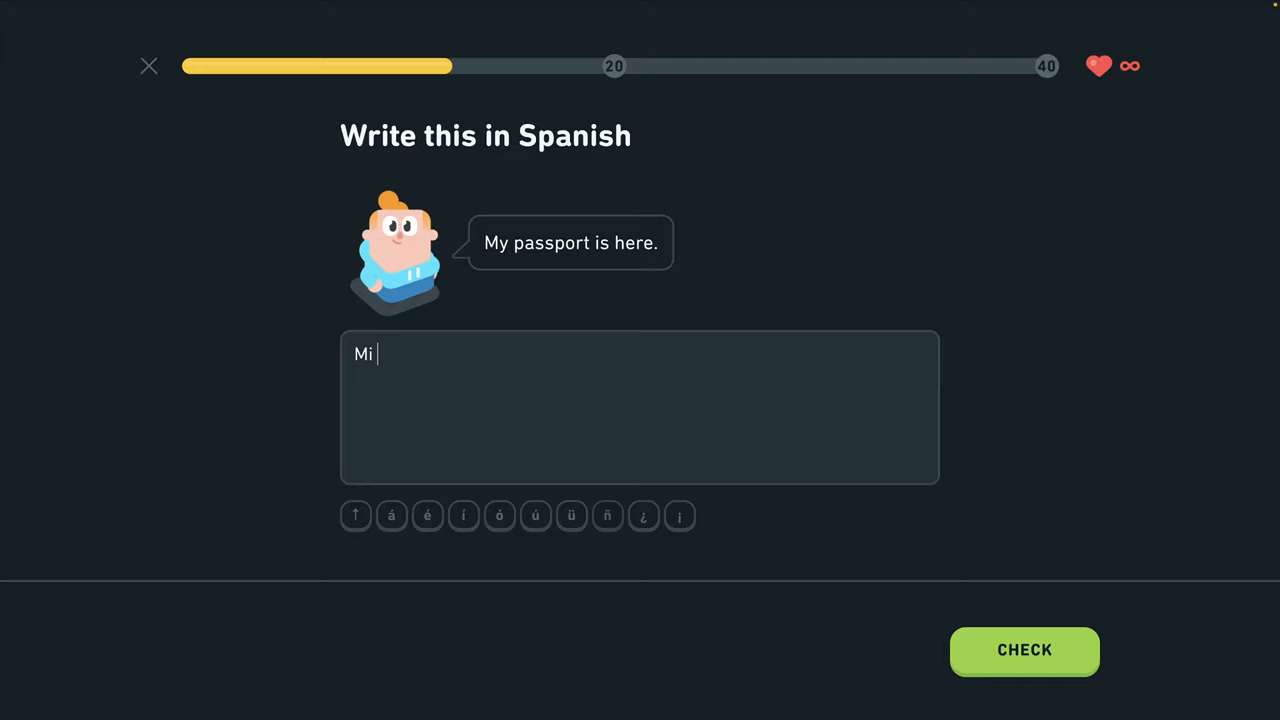 20
40
∞
Write this in Spanish
My passport is here.
Mi
↑ á é í ó ú ü ñ ¿ ¡
CHECK